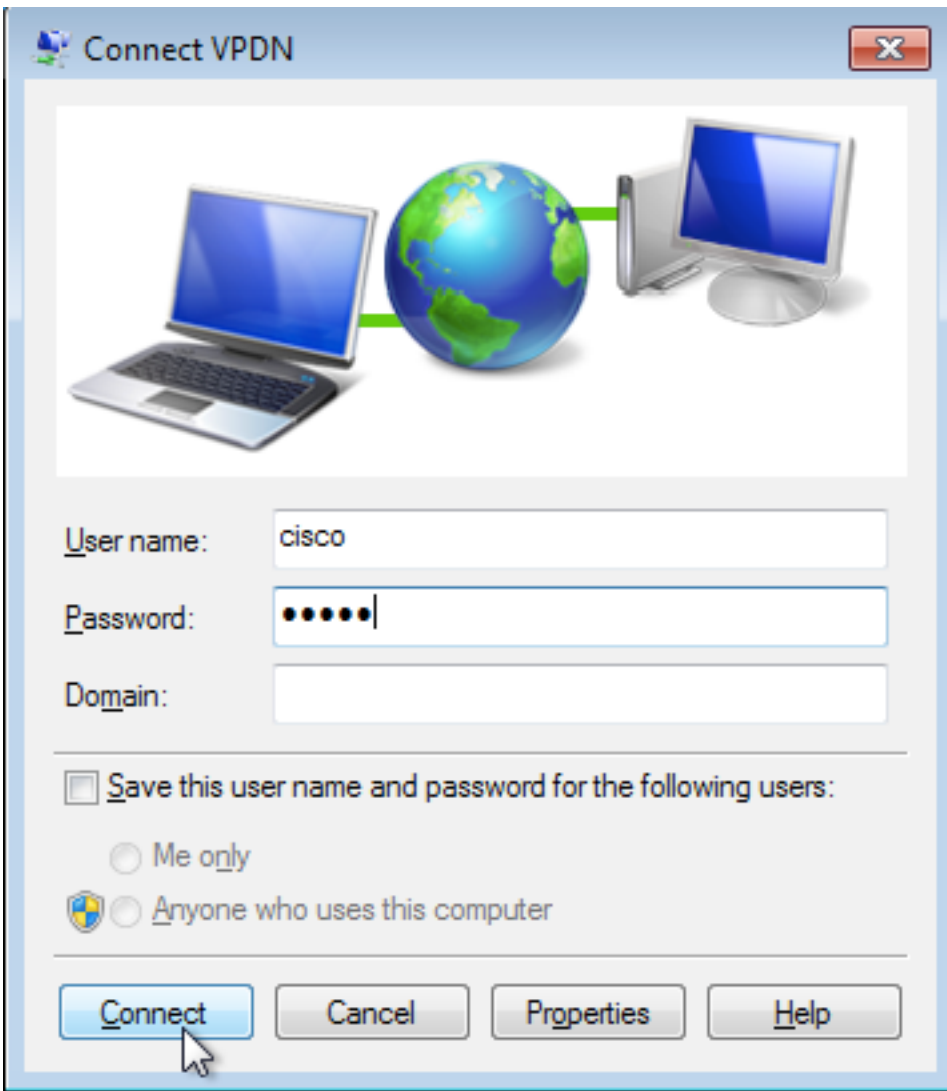 Connect VPDN
User name:
cisco
Password:
●●●●●
Domain:
Save this user name and password for the following users:
Me only
Anyone who uses this computer
Connect
Cancel
Properties
Help